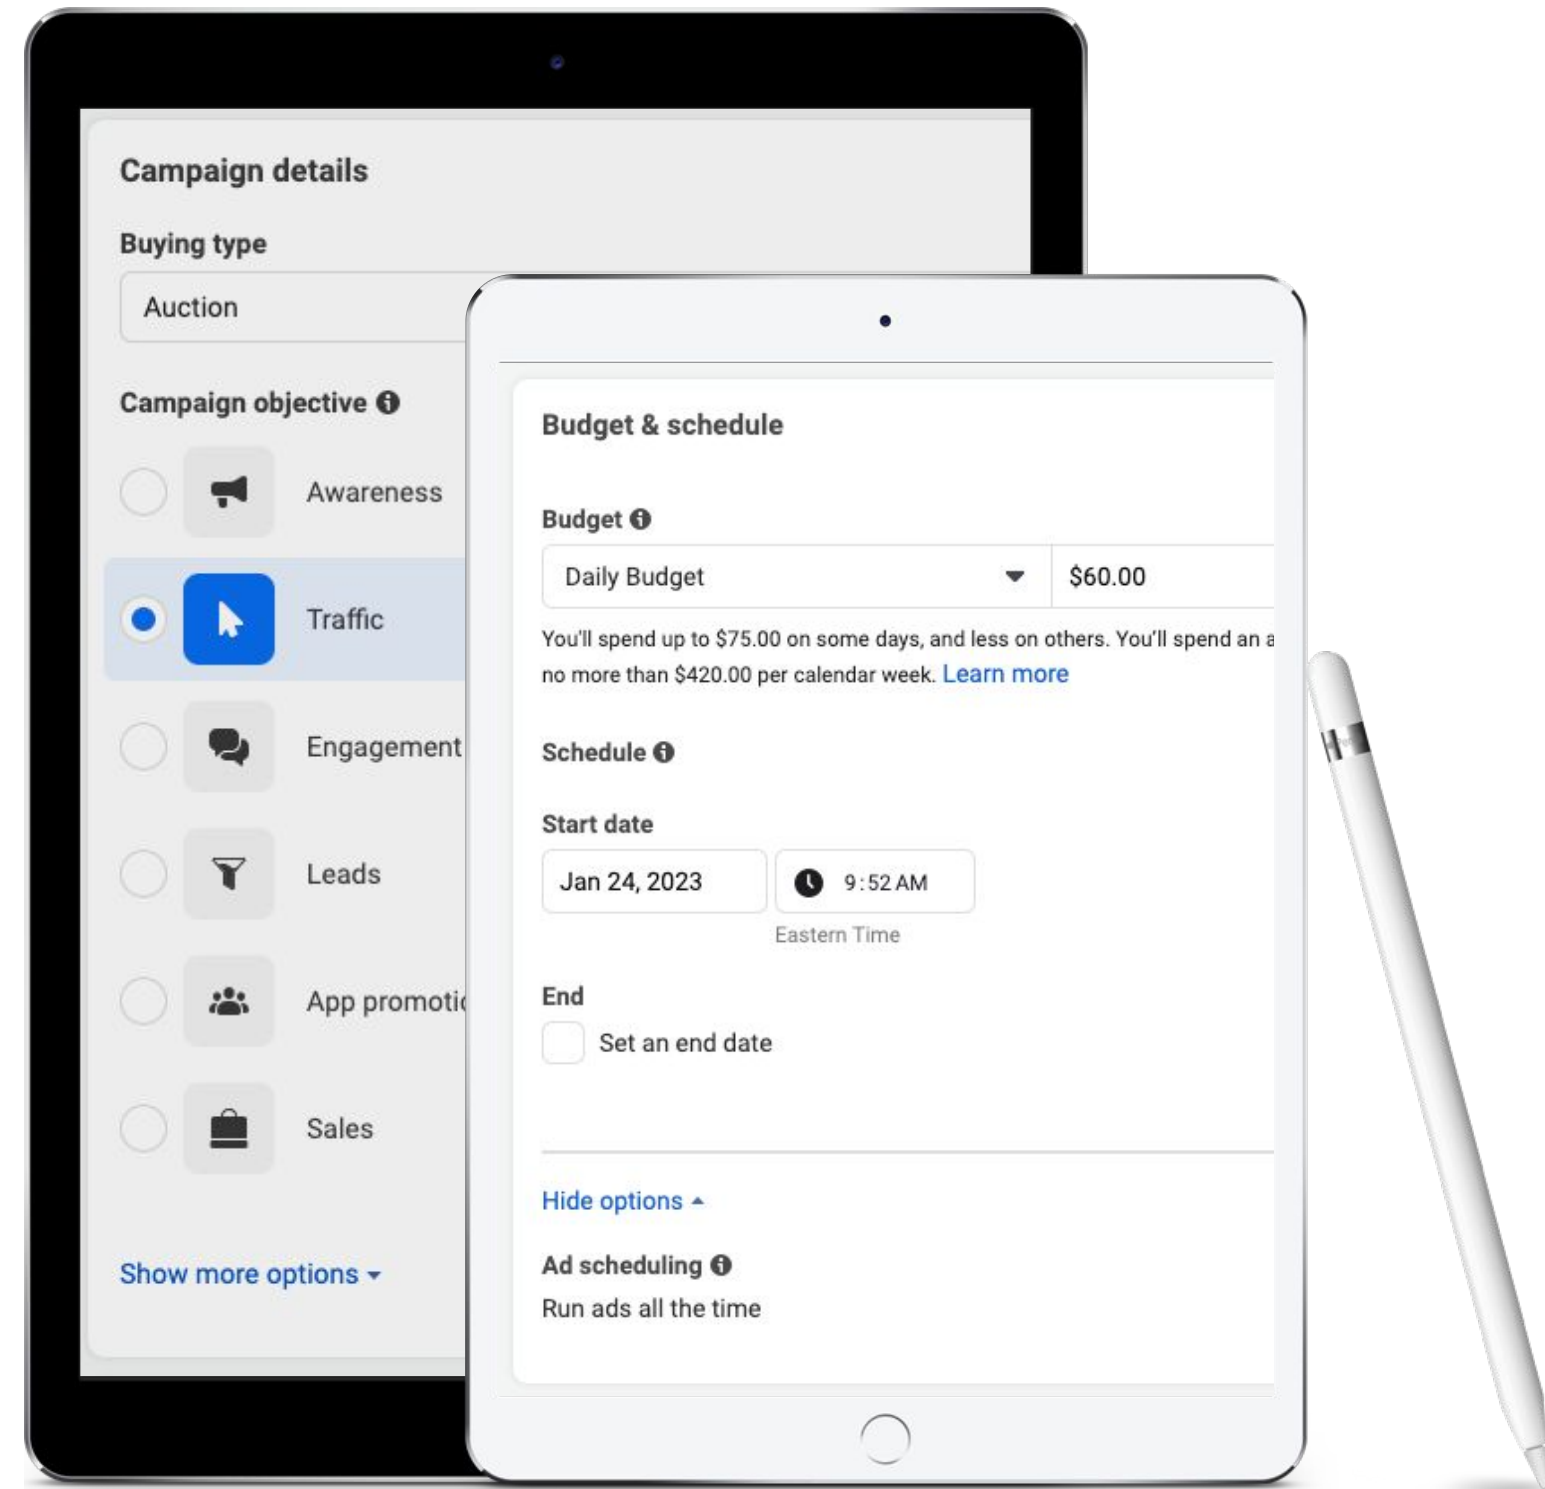 Campaign details
Buying type
Auction
Campaign objective
Awareness
Traffic
Engagement
Leads
App
Sales
Show more options
Budget & schedule
Budget
Daily Budget
$60.00
You'll spend up to $75.00 on some days, and less on others. You'll spend an
no more than $420.00 per calendar week. Learn more
Schedule
Start date
Jan 24, 2023
9:52 AM
Eastern Time
End
Set an end date
Hide options
Ad scheduling
Run ads all the time